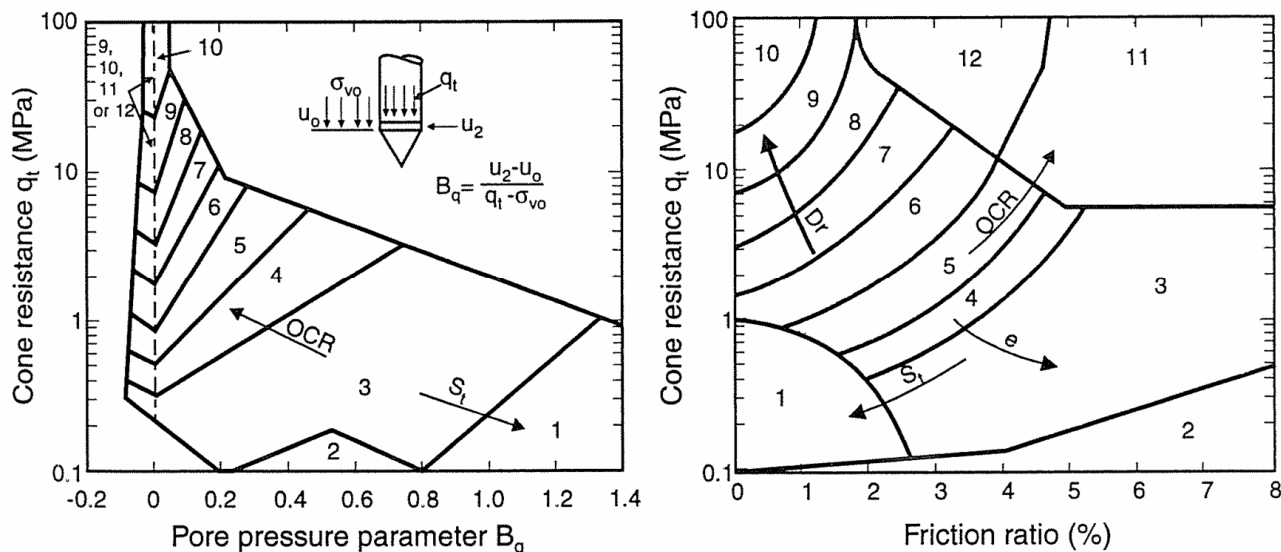 100
10
1
0.1
Cone resistance qt (MPa)
-0.2 0 0.2 0.4 0.6 0.8 1.0 1.2 1.4
Pore pressure parameter Bq
9,
10,
11
or 12
10
9
8
7
6
5
4
3
2
1
OCR
St
σvo
qt
uo
u2
Bq= u2-uo
qt-σvo
100
10
1
0.1
Cone resistance qt (MPa)
0 1 2 3 4 5 6 7 8
Friction ratio (%)
10
12
11
9
8
7
6
5
4
3
1
2
Dr
OCR
e
St